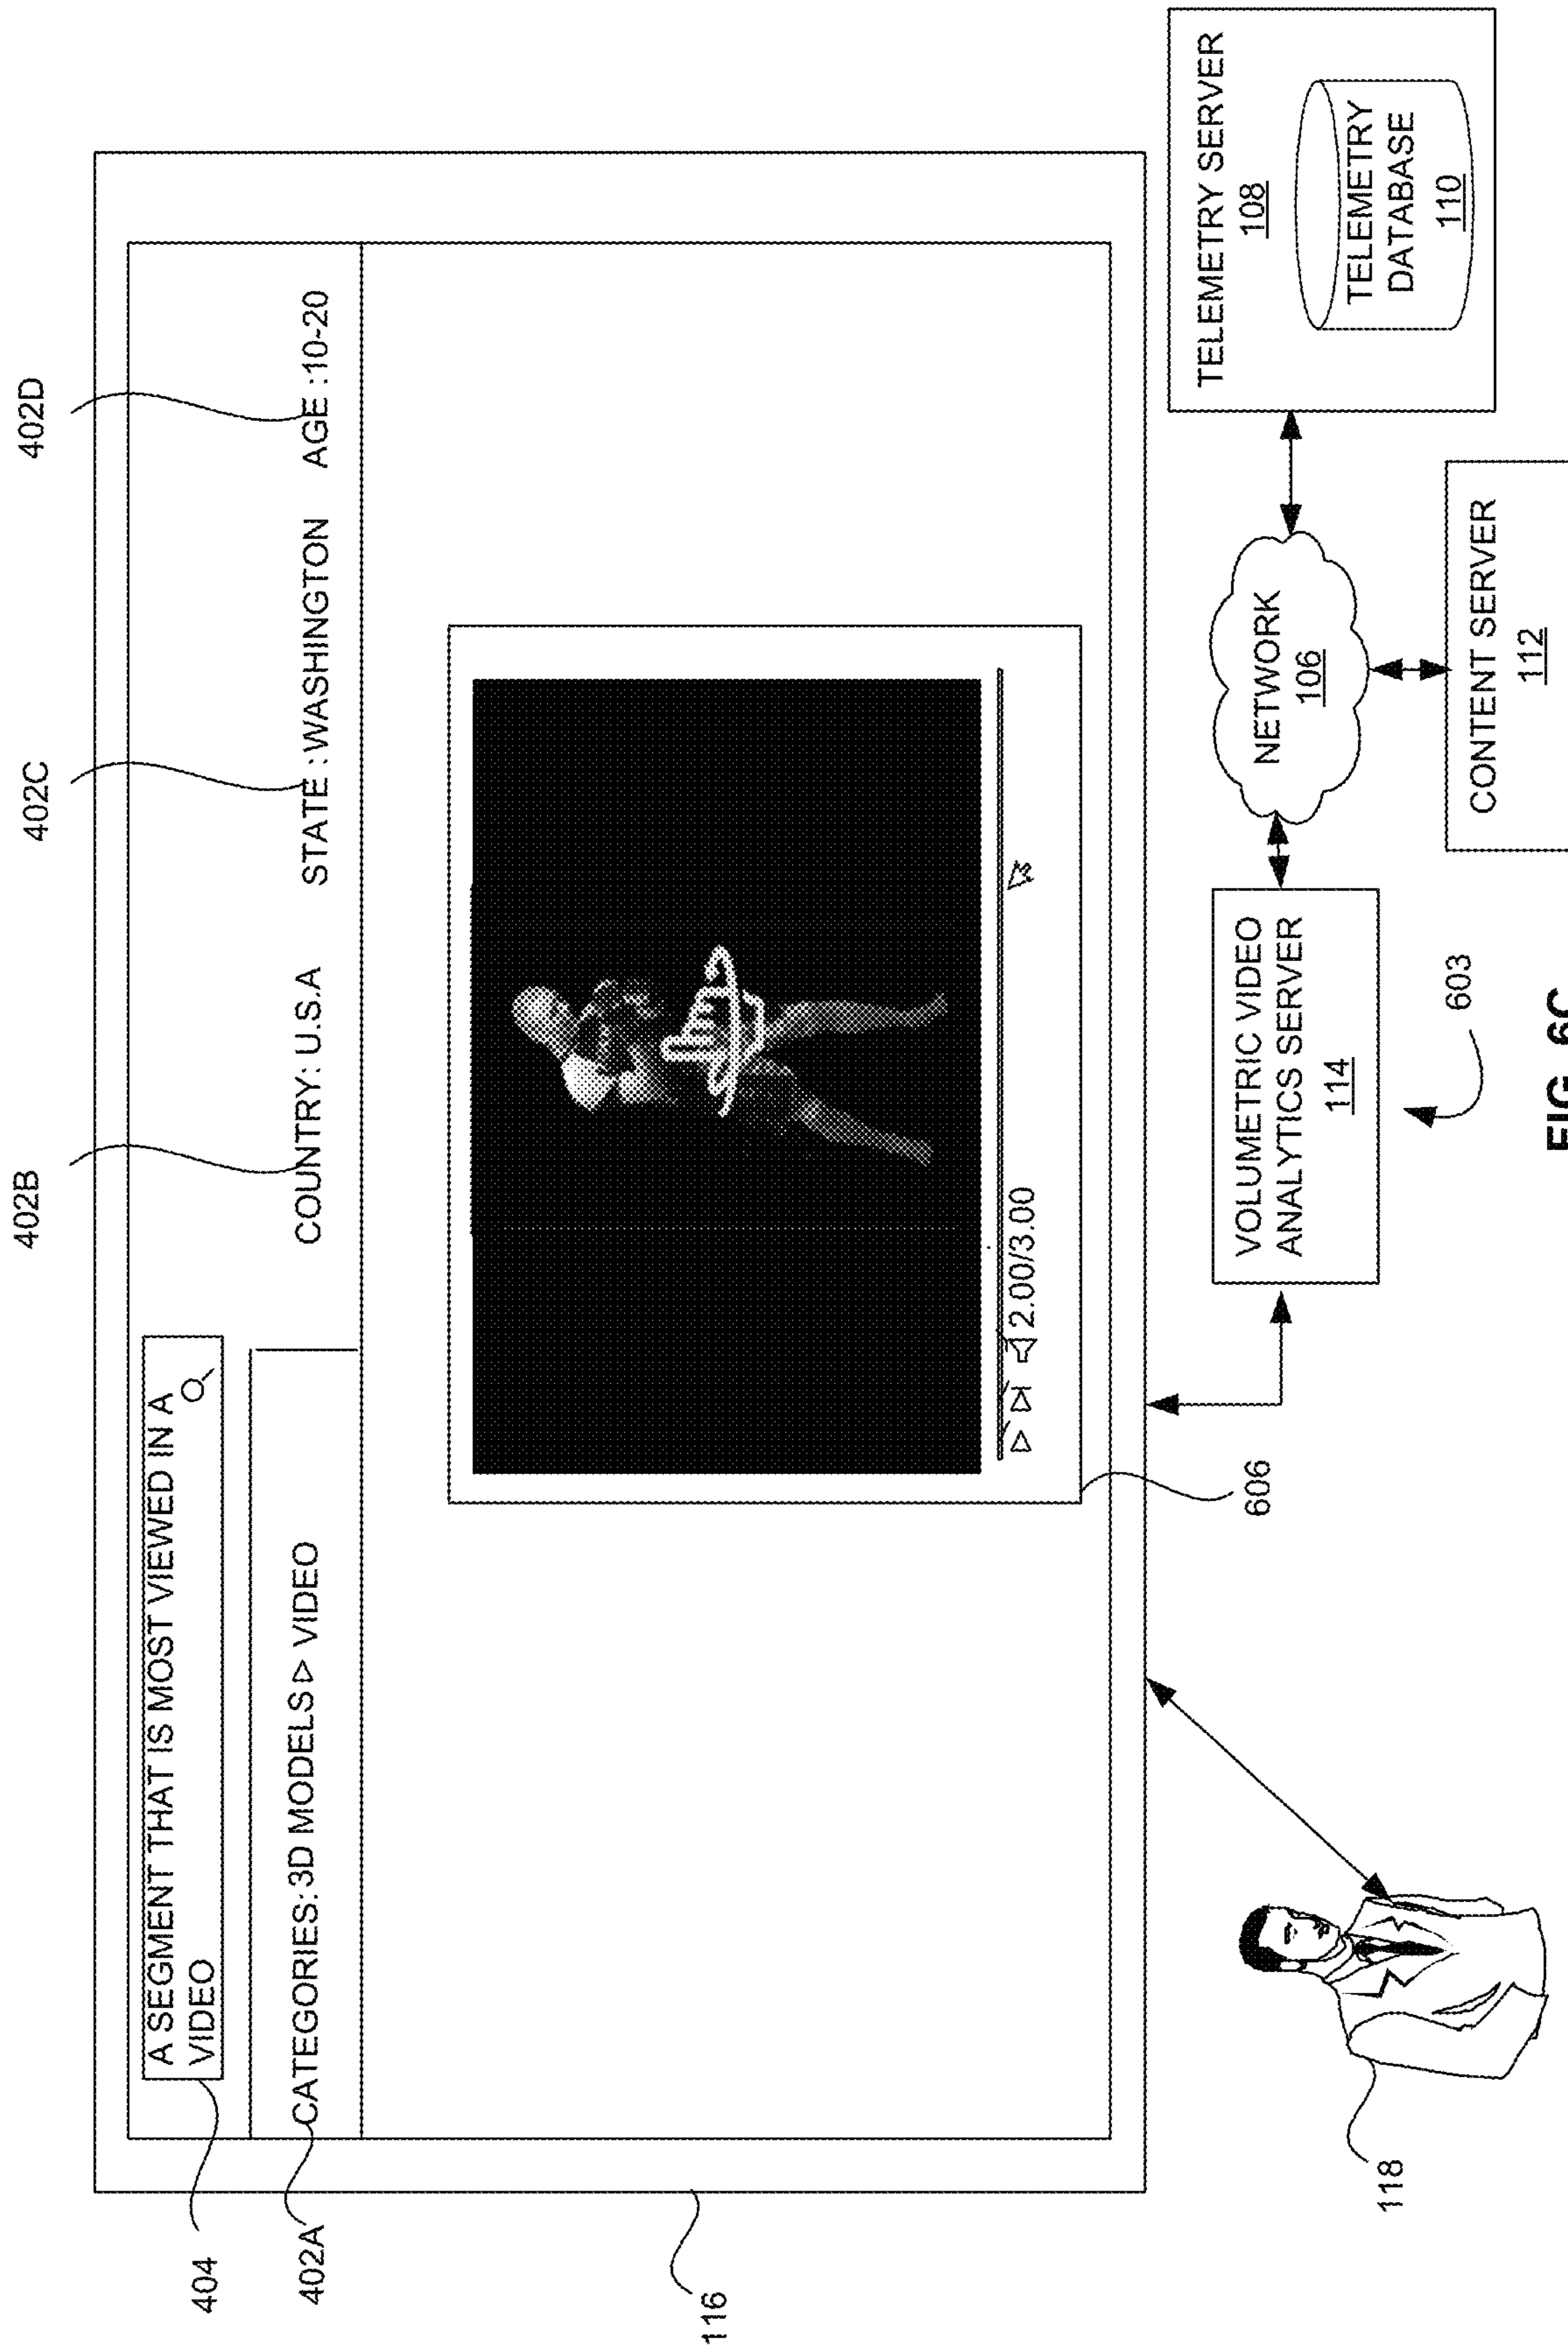 402B
402C
402D
404
A SEGMENT THAT IS MOST VIEWED IN A
VIDEO
402A
CATEGORIES: 3D MODELS ▷ VIDEO
COUNTRY: U.S.A
STATE : WASHINGTON
AGE :10-20
2.00/3.00
116
606
118
VOLUMETRIC VIDEO
ANALYTICS SERVER
114
603
NETWORK
106
CONTENT SERVER
112
TELEMETRY SERVER
108
TELEMETRY
DATABASE
110
FIG. 6C